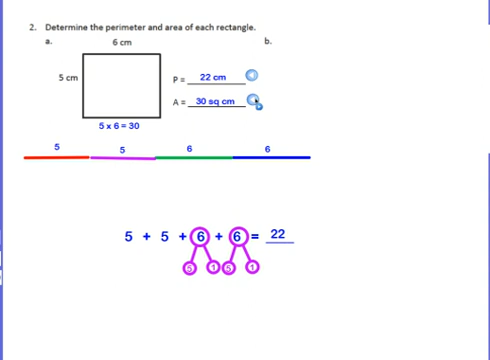 2. Determine the perimeter and area of each rectangle.
a. 6 cm b.
5 cm P = 22 cm
A = 30 sq cm
5 x 6 = 30
5 5 6 6
5 + 5 + 6 + 6 = 22
5 1 5 1